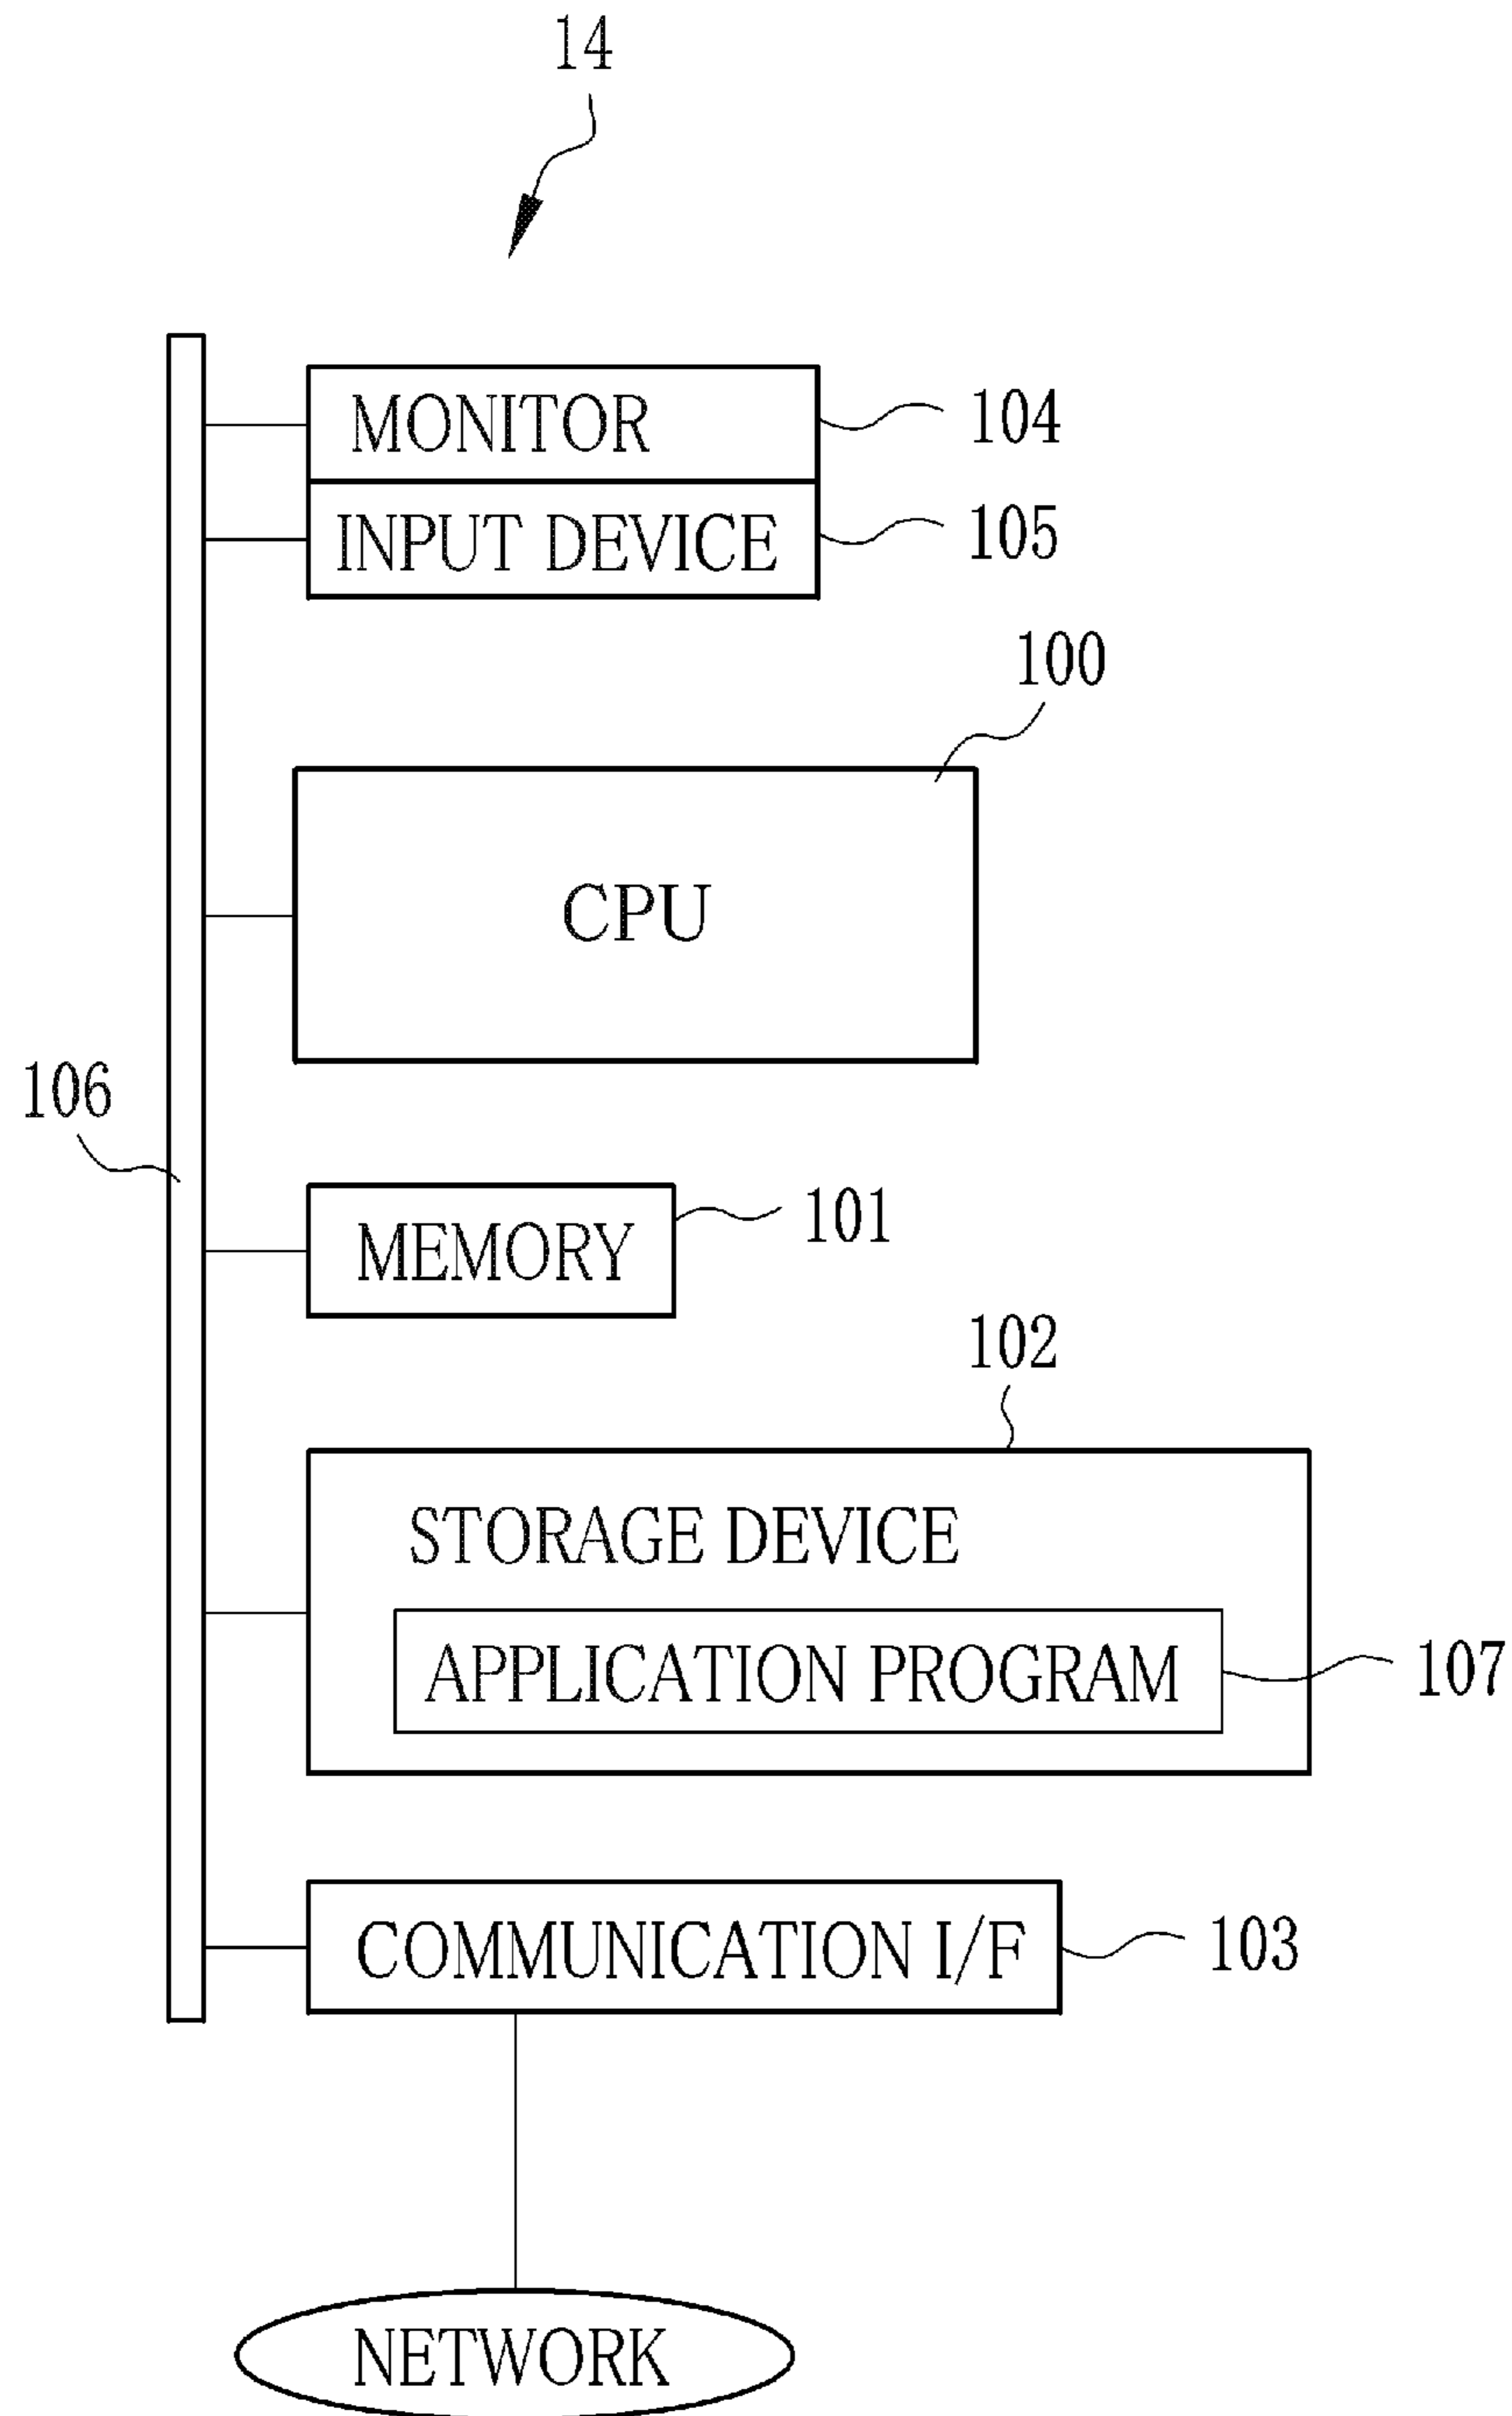 14
MONITOR
104
INPUT DEVICE
105
100
CPU
106
MEMORY
101
102
STORAGE DEVICE
APPLICATION PROGRAM
107
COMMUNICATION I/F
103
NETWORK